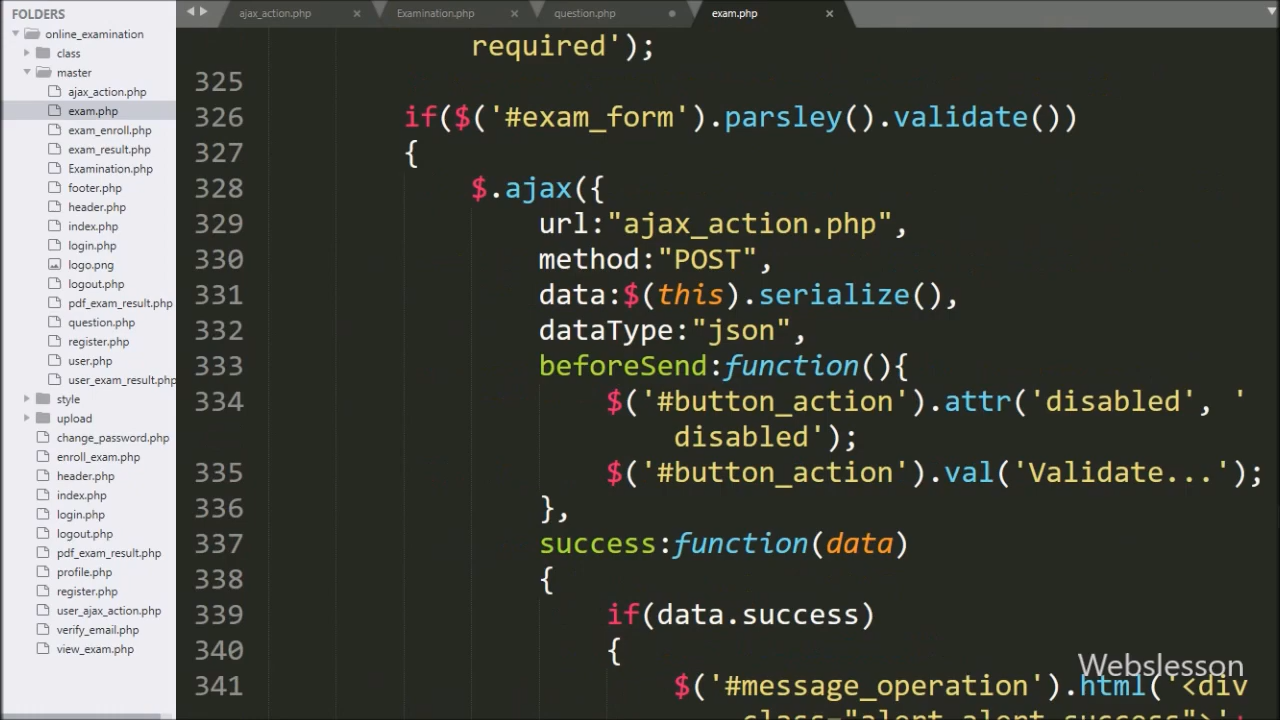 FOLDERS
online_examination
class
master
ajax_action.php
exam.php
exam_enroll.php
exam_result.php
Examination.php
footer.php
header.php
index.php
login.php
logo.png
logout.php
pdf_exam_result.php
question.php
register.php
user.php
user_exam_result.php
style
upload
change_password.php
enroll_exam.php
header.php
index.php
login.php
logout.php
pdf_exam_result.php
profile.php
register.php
user_ajax_action.php
verify_email.php
view_exam.php
ajax_action.php × Examination.php × question.php exam.php ×
required');
325
326 if($('#exam_form').parsley().validate())
327 {
328 $.ajax({
329 url:"ajax_action.php",
330 method:"POST",
331 data:$(this).serialize(),
332 dataType:"json",
333 beforeSend:function(){
334 $('#button_action').attr('disabled', '
disabled');
335 $('#button_action').val('Validate...');
336 },
337 success:function(data)
338 {
339 if(data.success)
340 {
341 $('#message_operation').html('<div
class="alert alert-success">'+
Webslesson